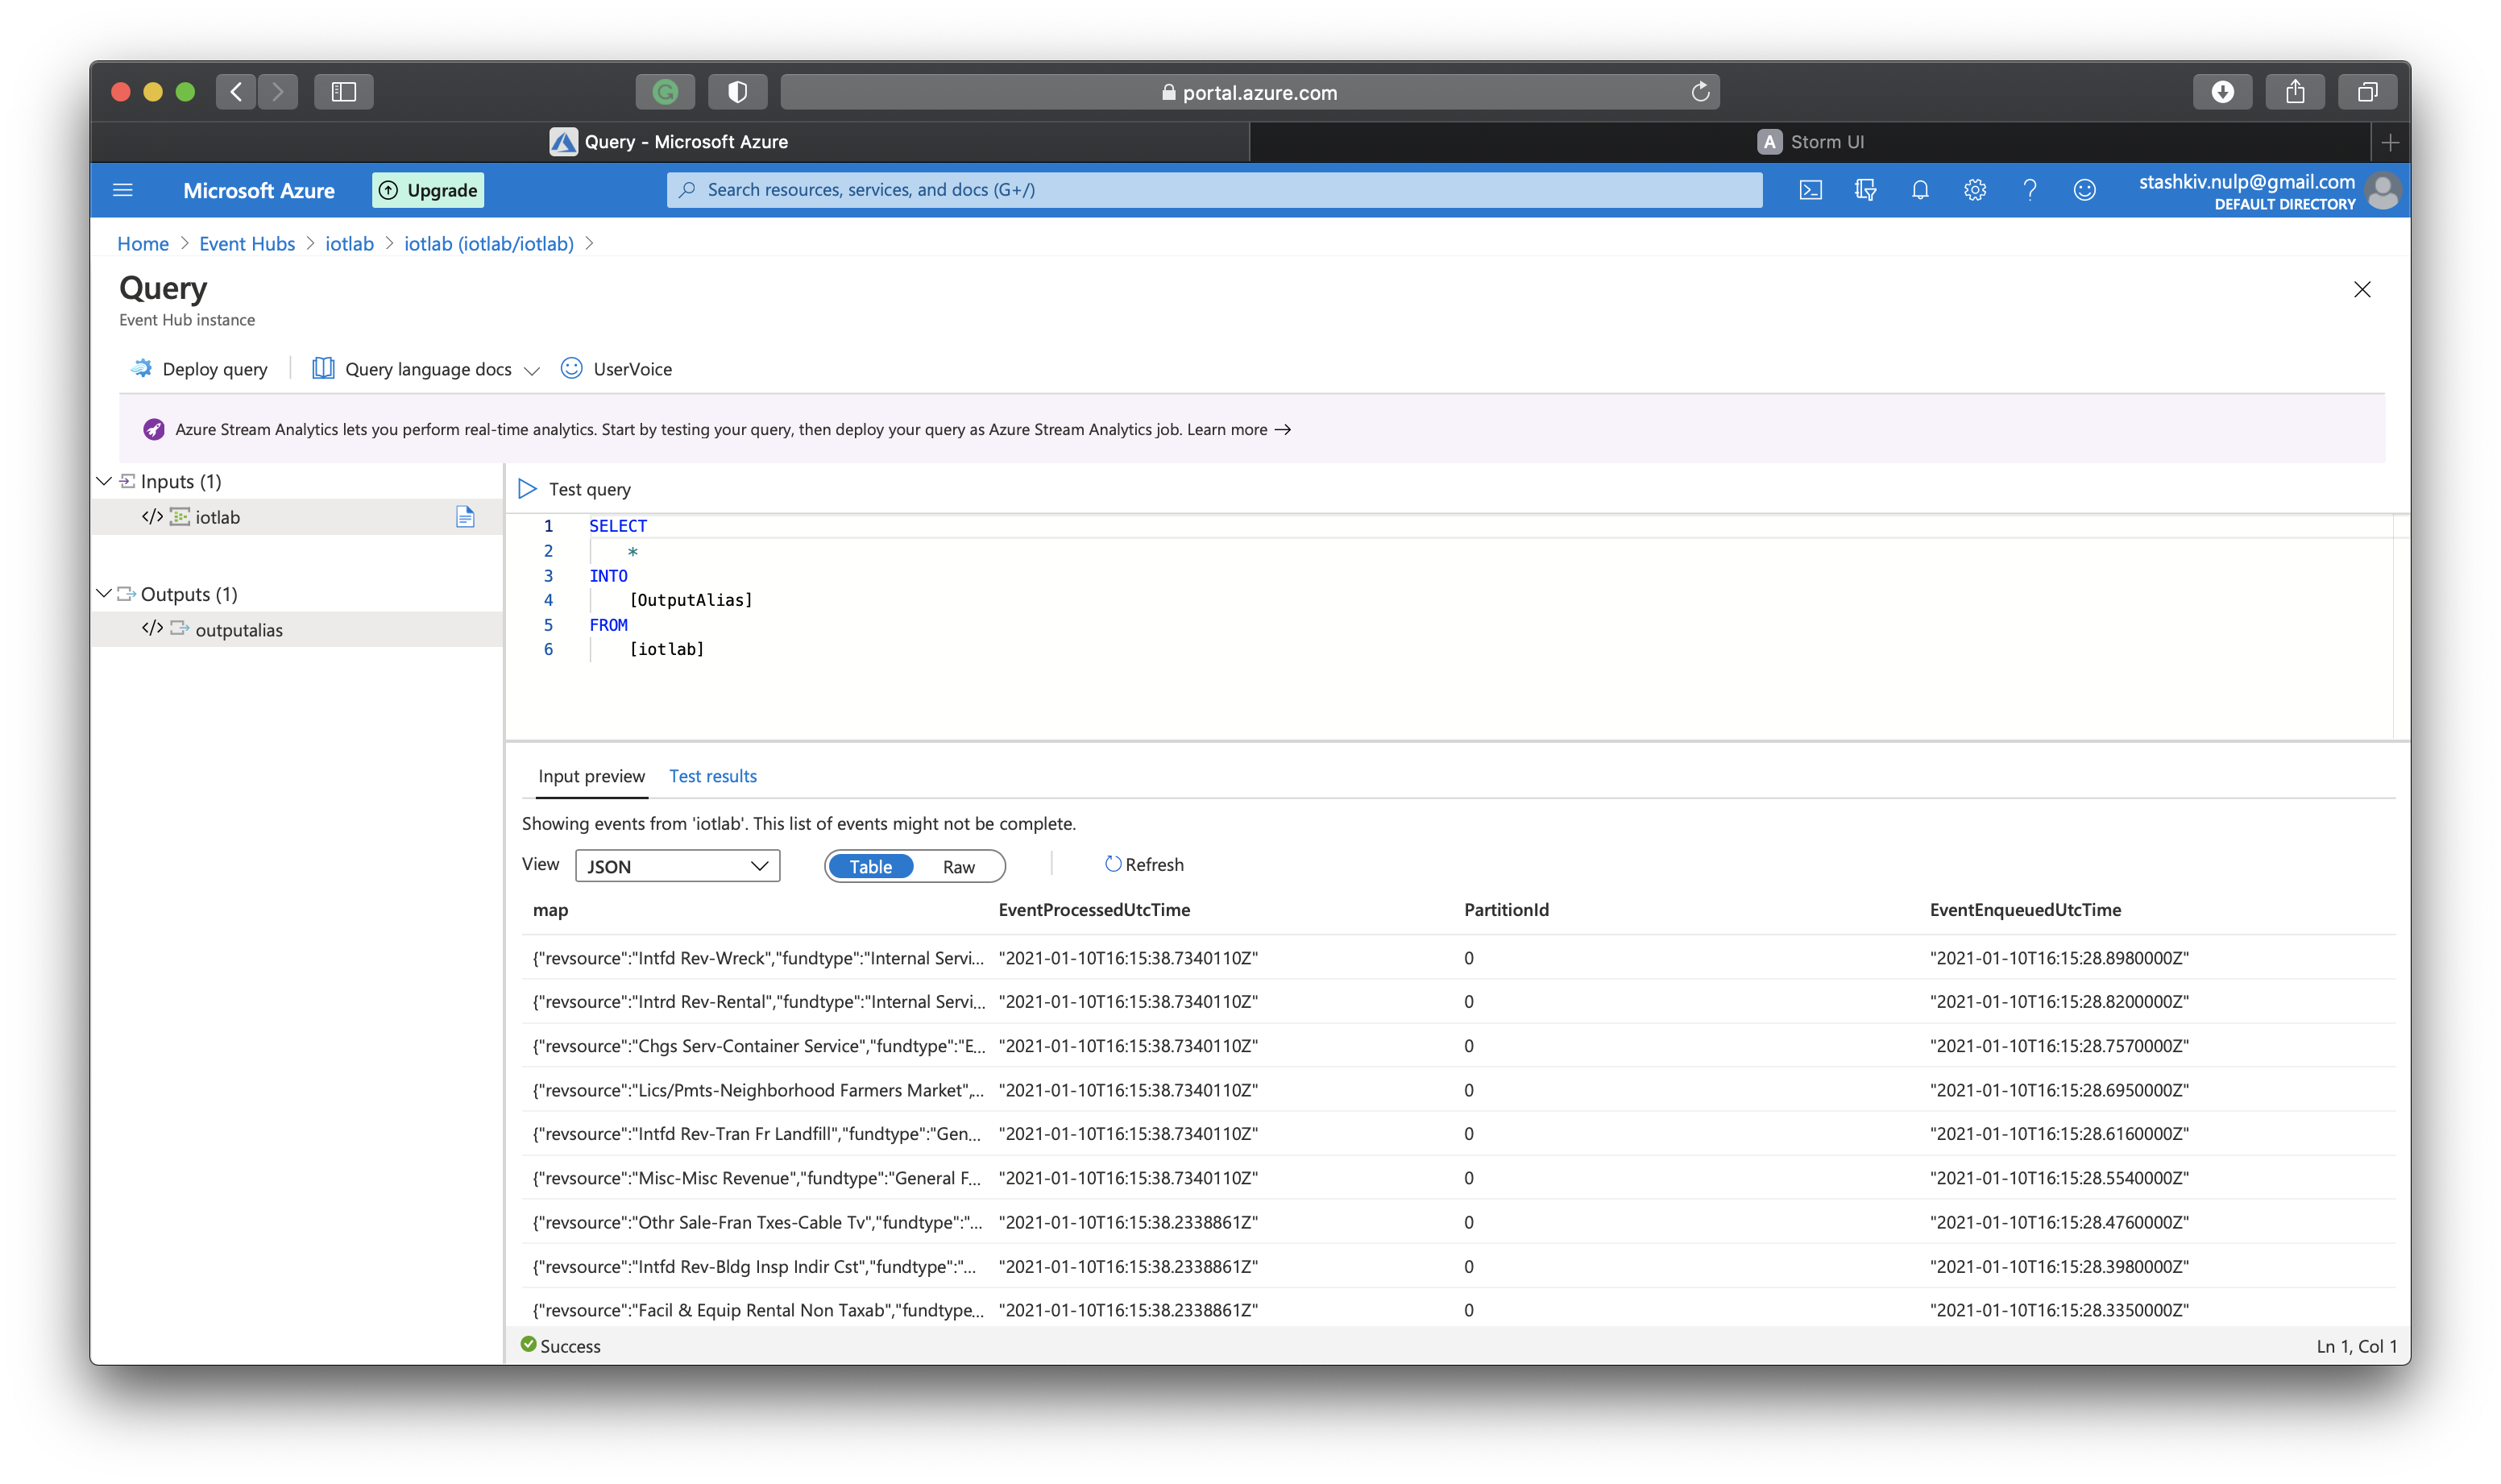 portal.azure.com
Query - Microsoft Azure
A Storm UI
Microsoft Azure
Upgrade
Search resources, services, and docs (G+/)
stashkiv.nulp@gmail.com
DEFAULT DIRECTORY
Home > Event Hubs > iotlab > iotlab (iotlab/iotlab) >
Query
Event Hub instance
Deploy query
Query language docs
UserVoice
Azure Stream Analytics lets you perform real-time analytics. Start by testing your query, then deploy your query as Azure Stream Analytics job. Learn more →
Inputs (1)
</> iotlab
Outputs (1)
</> outputalias
Test query
1 SELECT
2 *
3 INTO
4 [OutputAlias]
5 FROM
6 [iotlab]
Input preview Test results
Showing events from 'iotlab'. This list of events might not be complete.
View JSON Table Raw Refresh
map EventProcessedUtcTime PartitionId EventEnqueuedUtcTime
{"revsource":"Intfd Rev-Wreck","fundtype":"Internal Servi... "2021-01-10T16:15:38.7340110Z" 0 "2021-01-10T16:15:28.8980000Z"
{"revsource":"Intrd Rev-Rental","fundtype":"Internal Servi... "2021-01-10T16:15:38.7340110Z" 0 "2021-01-10T16:15:28.8200000Z"
{"revsource":"Chgs Serv-Container Service","fundtype":"E... "2021-01-10T16:15:38.7340110Z" 0 "2021-01-10T16:15:28.7570000Z"
{"revsource":"Lics/Pmts-Neighborhood Farmers Market",... "2021-01-10T16:15:38.7340110Z" 0 "2021-01-10T16:15:28.6950000Z"
{"revsource":"Intfd Rev-Tran Fr Landfill","fundtype":"Gen... "2021-01-10T16:15:38.7340110Z" 0 "2021-01-10T16:15:28.6160000Z"
{"revsource":"Misc-Misc Revenue","fundtype":"General F... "2021-01-10T16:15:38.7340110Z" 0 "2021-01-10T16:15:28.5540000Z"
{"revsource":"Othr Sale-Fran Txes-Cable Tv","fundtype":"... "2021-01-10T16:15:38.2338861Z" 0 "2021-01-10T16:15:28.4760000Z"
{"revsource":"Intfd Rev-Bldg Insp Indir Cst","fundtype":"... "2021-01-10T16:15:38.2338861Z" 0 "2021-01-10T16:15:28.3980000Z"
{"revsource":"Facil & Equip Rental Non Taxab","fundtype... "2021-01-10T16:15:38.2338861Z" 0 "2021-01-10T16:15:28.3350000Z"
Success
Ln 1, Col 1